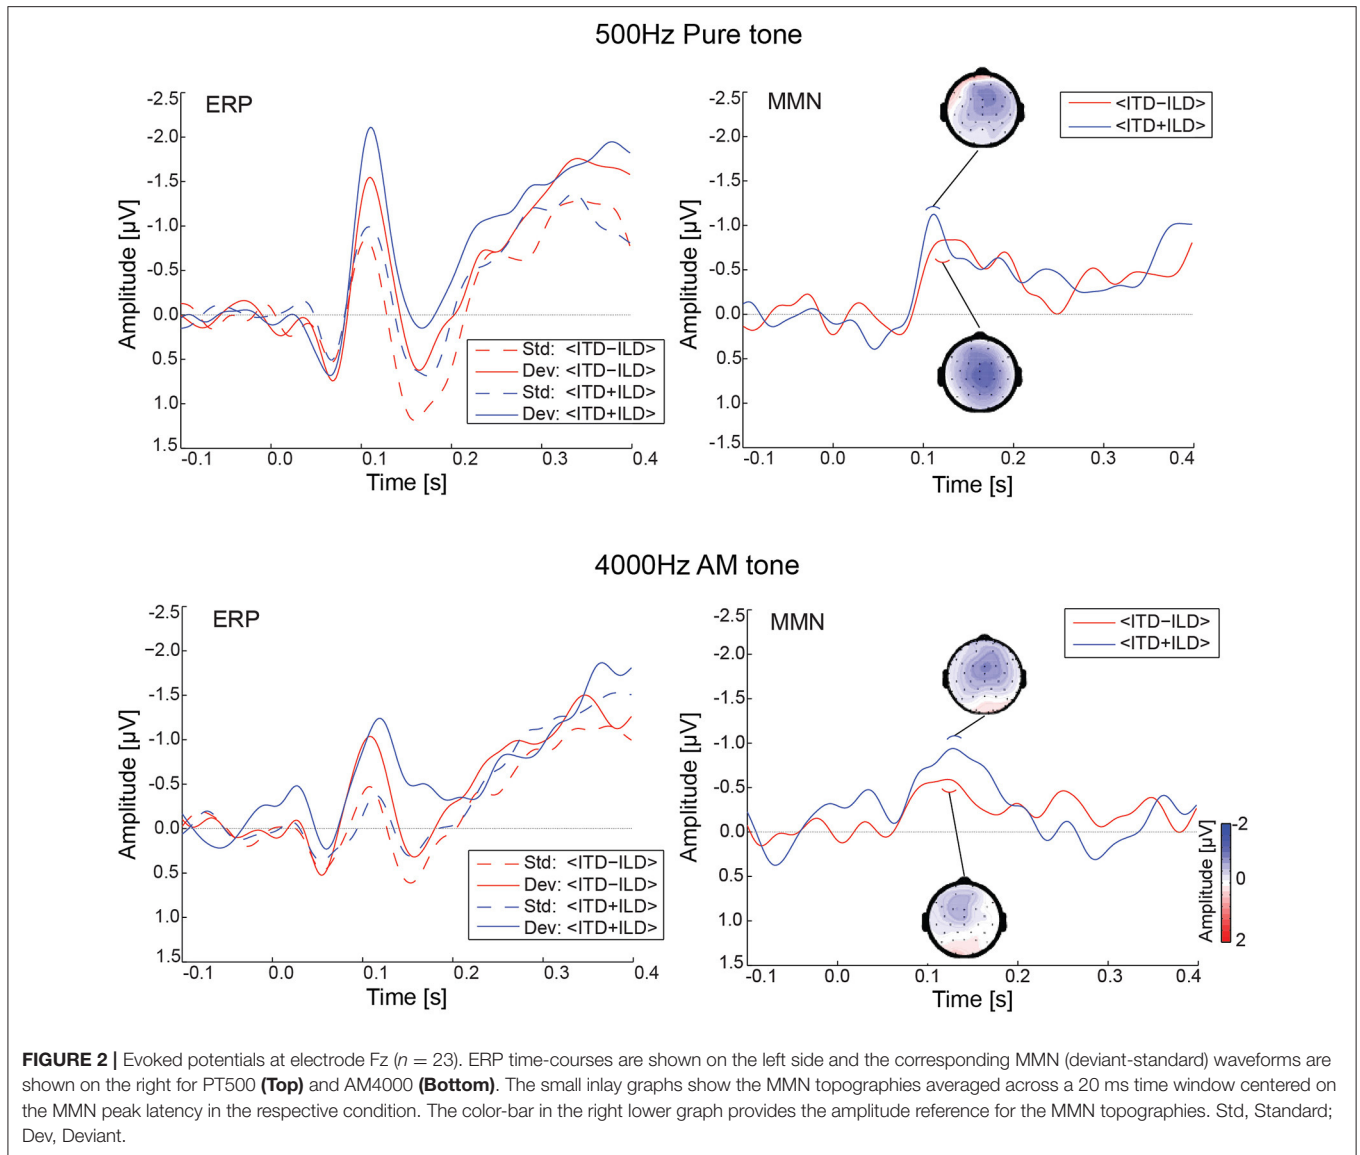 500Hz Pure tone
ERP
-2.5
-2.0
-1.5
-1.0
-0.5
0.0
0.5
1.0
1.5
Amplitude [µV]
-0.1
0.0
0.1
0.2
0.3
0.4
Time [s]
Std: <ITD−ILD>
Dev: <ITD−ILD>
Std: <ITD+ILD>
Dev: <ITD+ILD>
MMN
-2.5
-2.0
-1.5
-1.0
-0.5
0.0
0.5
1.0
-1.5
Amplitude [µV]
-0.1
0.0
0.1
0.2
0.3
0.4
Time [s]
<ITD−ILD>
<ITD+ILD>
4000Hz AM tone
ERP
-2.5
−2.0
-1.5
-1.0
-0.5
0.0
0.5
1.0
1.5
Amplitude [µV]
-0.1
0.0
0.1
0.2
0.3
0.4
Time [s]
Std: <ITD−ILD>
Dev: <ITD−ILD>
Std: <ITD+ILD>
Dev: <ITD+ILD>
MMN
-2.5
-2.0
-1.5
-1.0
-0.5
0.0
0.5
1.0
1.5
Amplitude [µV]
-0.1
0.0
0.1
0.2
0.3
0.4
Time [s]
<ITD−ILD>
<ITD+ILD>
Amplitude [µV]
-2
0
2
FIGURE 2 | Evoked potentials at electrode Fz (n = 23). ERP time-courses are shown on the left side and the corresponding MMN (deviant-standard) waveforms are
shown on the right for PT500 (Top) and AM4000 (Bottom). The small inlay graphs show the MMN topographies averaged across a 20 ms time window centered on
the MMN peak latency in the respective condition. The color-bar in the right lower graph provides the amplitude reference for the MMN topographies. Std, Standard;
Dev, Deviant.